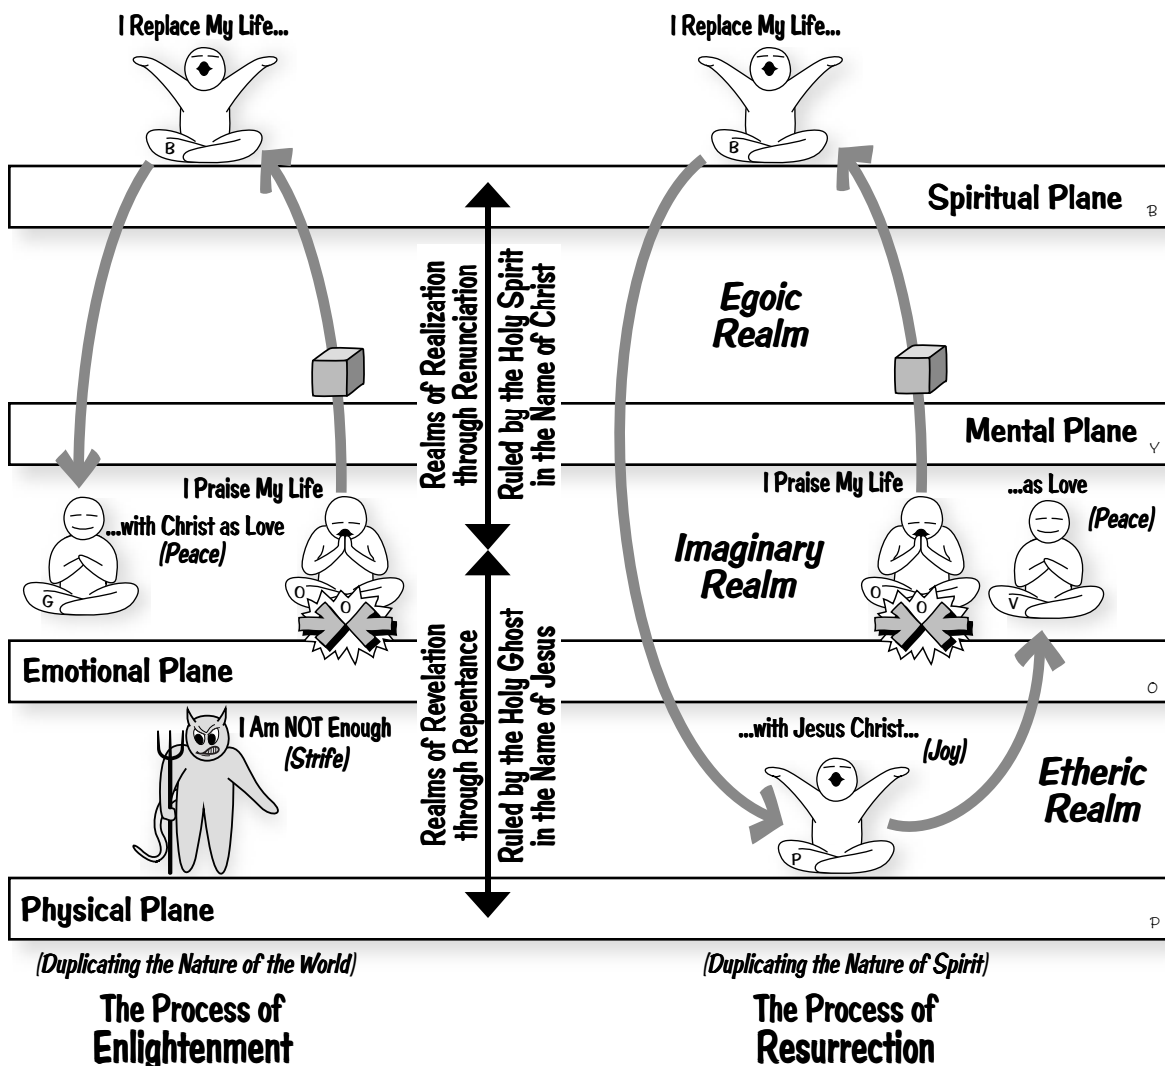 I Replace My Life...
I Replace My Life...
B
B
Spiritual Plane
B
Realms of Realization
through Renunciation
Ruled by the Holy Spirit
in the Name of Christ
Egoic
Realm
Mental Plane
Y
I Praise My Life
...with Christ as Love
(Peace)
G
O
O
I Praise My Life
...as Love
(Peace)
Imaginary
Realm
O
O
V
Emotional Plane
O
Realms of Revelation
through Repentance
Ruled by the Holy Ghost
in the Name of Jesus
I Am NOT Enough
(Strife)
...with Jesus Christ...
(Joy)
Etheric
Realm
P
Physical Plane
P
(Duplicating the Nature of the World)
The Process of
Enlightenment
(Duplicating the Nature of Spirit)
The Process of
Resurrection